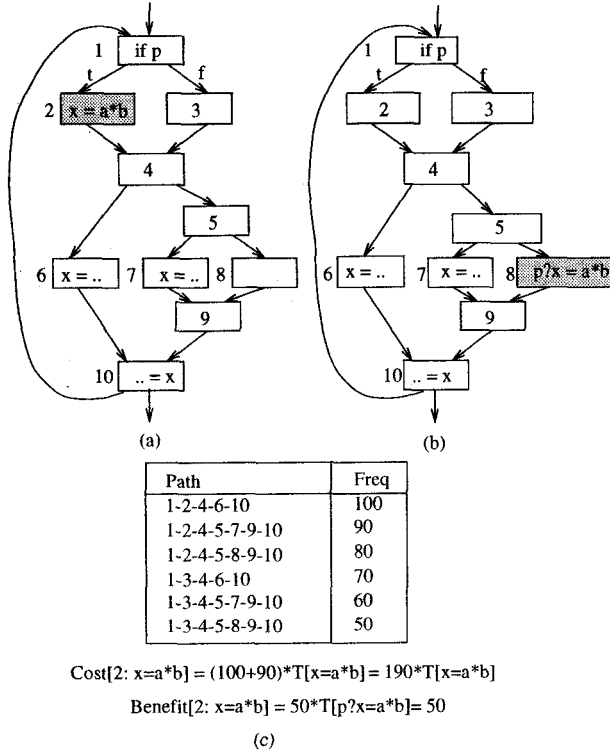 1 if p
t f
2 x = a*b 3
4
5
6 x = .. 7 x = .. 8
9
10 .. = x
(a)
1 if p
t f
2 3
4
5
6 x = .. 7 x = .. 8 p?x = a*b
9
10 .. = x
(b)
Path Freq
1-2-4-6-10 100
1-2-4-5-7-9-10 90
1-2-4-5-8-9-10 80
1-3-4-6-10 70
1-3-4-5-7-9-10 60
1-3-4-5-8-9-10 50
Cost[2: x=a*b] = (100+90)*T[x=a*b] = 190*T[x=a*b]
Benefit[2: x=a*b] = 50*T[p?x=a*b]= 50
(c)